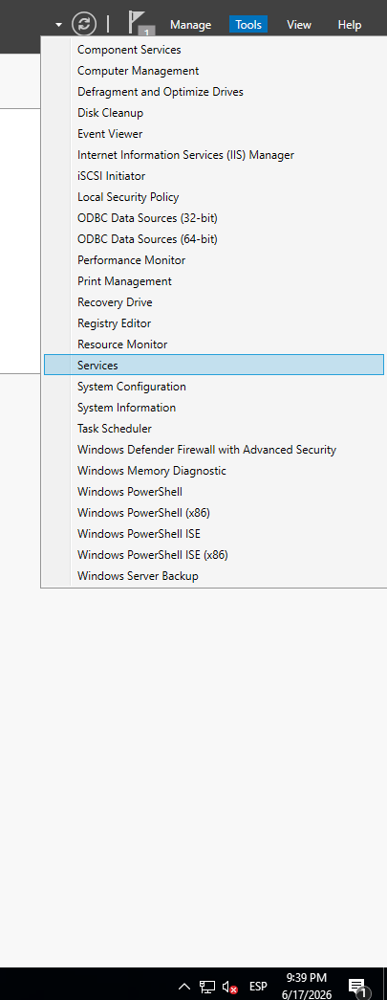 1
Manage Tools View Help
Component Services
Computer Management
Defragment and Optimize Drives
Disk Cleanup
Event Viewer
Internet Information Services (IIS) Manager
iSCSI Initiator
Local Security Policy
ODBC Data Sources (32-bit)
ODBC Data Sources (64-bit)
Performance Monitor
Print Management
Recovery Drive
Registry Editor
Resource Monitor
Services
System Configuration
System Information
Task Scheduler
Windows Defender Firewall with Advanced Security
Windows Memory Diagnostic
Windows PowerShell
Windows PowerShell (x86)
Windows PowerShell ISE
Windows PowerShell ISE (x86)
Windows Server Backup
ESP
9:39 PM
6/17/2026
1